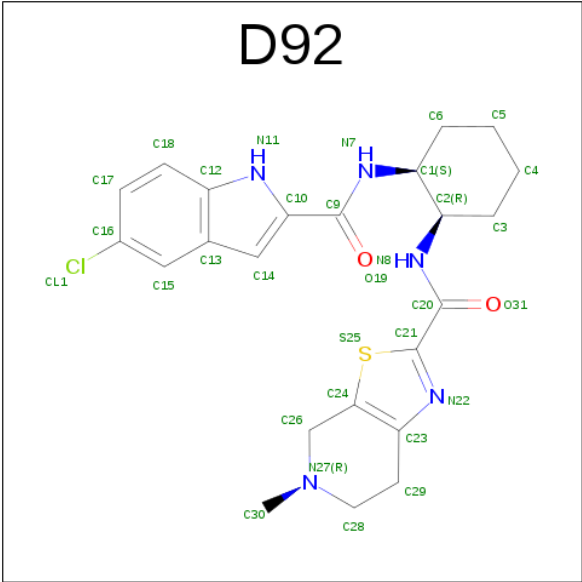 D92
C6
C5
N7
H
N
C1(S)
C4
C18
N11
H
N
C2(R)
C3
C17
C12
C10
C9
C16
C13
O
N8
HN
O19
Cl
CL1
C15
C14
C20
O
O31
S25
C21
S
C24
N
N22
C26
C23
N27(R)
N
C29
C30
C28